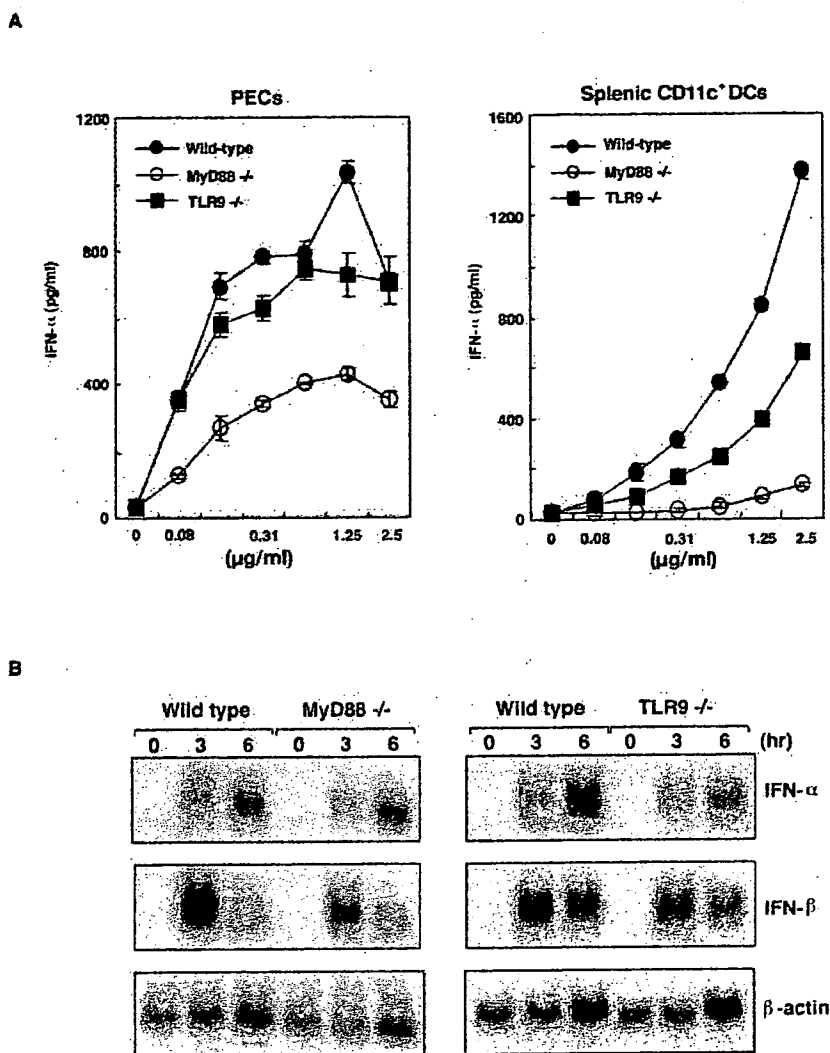 A
PECs
1200
800
400
0
IFN-α (pg/ml)
Wild-type
MyD88 -/-
TLR9 -/-
0 0.08 0.31 1.25 2.5
(μg/ml)
Splenic CD11c+ DCs
1600
1200
800
400
0
IFN-α (pg/ml)
Wild-type
MyD88 -/-
TLR9 -/-
0 0.08 0.31 1.25 2.5
(μg/ml)
B
Wild type MyD88 -/-
0 3 6 0 3 6
Wild type TLR9 -/-
0 3 6 0 3 6 (hr)
IFN-α
IFN-β
β-actin